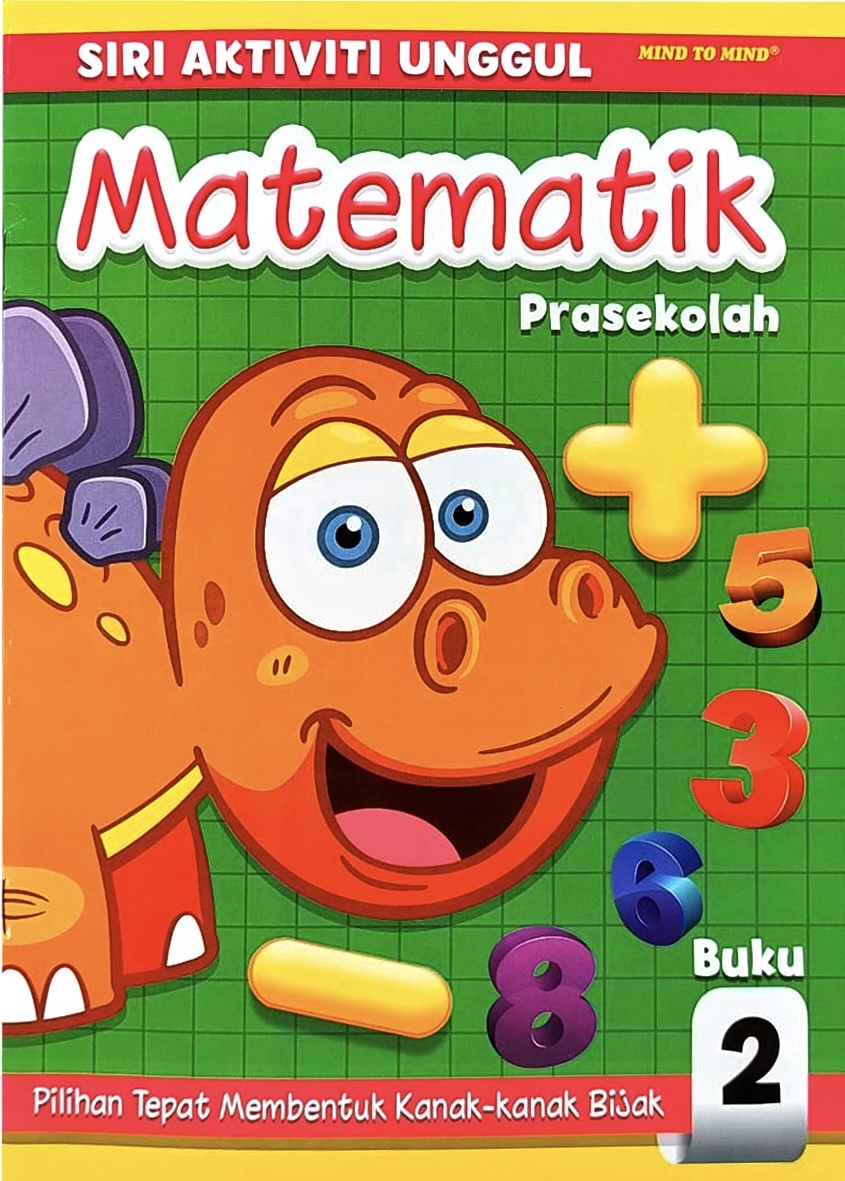 SIRI AKTIVITI UNGGUL
MIND TO MIND®
Matematik
Prasekolah
+
5
3
6
Buku
2
−
8
Pilihan Tepat Membentuk Kanak-kanak Bijak